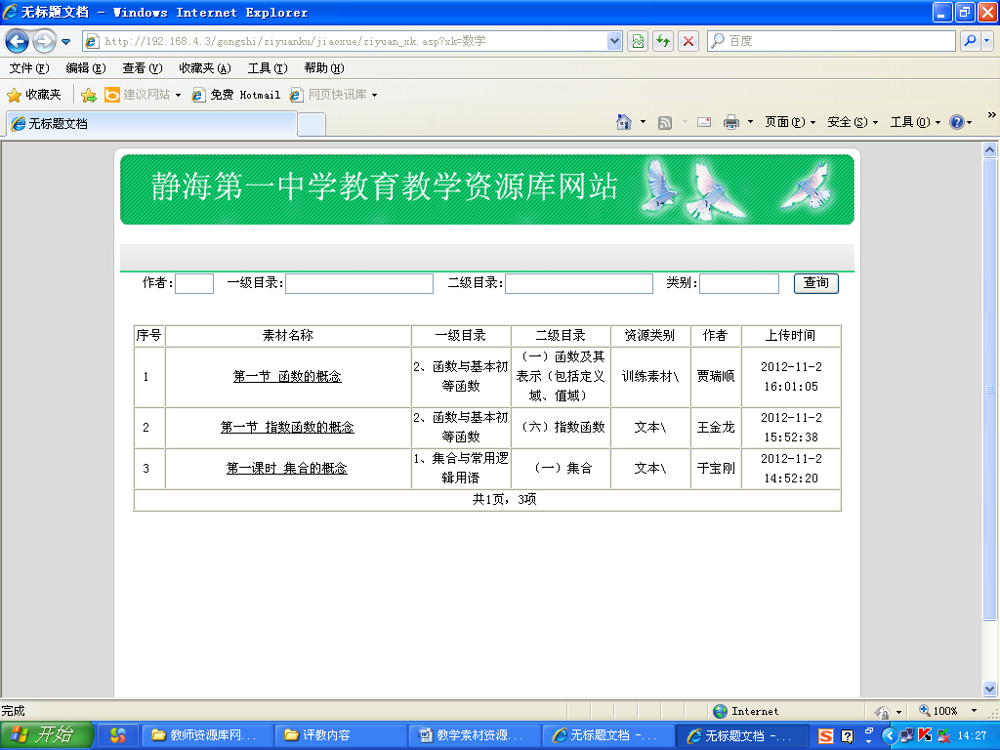 无标题文档 - Windows Internet Explorer
http://192.168.4.3/gongshi/ziyuanku/jiaoxue/ziyuan_xk.asp?xk=数学
百度
文件(F) 编辑(E) 查看(V) 收藏夹(A) 工具(T) 帮助(H)
收藏夹 建议网站 免费 Hotmail 网页快讯库
无标题文档
页面(P) 安全(S) 工具(O)
静海第一中学教育教学资源库网站
作者: 一级目录: 二级目录: 类别: 查询
序号 素材名称 一级目录 二级目录 资源类别 作者 上传时间
1 第一节 函数的概念 2、函数与基本初等函数 （一）函数及其表示（包括定义域、值域） 训练素材\ 贾瑞顺 2012-11-2 16:01:05
2 第一节 指数函数的概念 2、函数与基本初等函数 （六）指数函数 文本\ 王金龙 2012-11-2 15:52:38
3 第一课时 集合的概念 1、集合与常用逻辑用语 （一）集合 文本\ 于宝刚 2012-11-2 14:52:20
共1页，3项
完成 Internet 100%
开始 教师资源库网... 评教内容 教学素材资源... 无标题文档 -... 无标题文档 -... 14:27